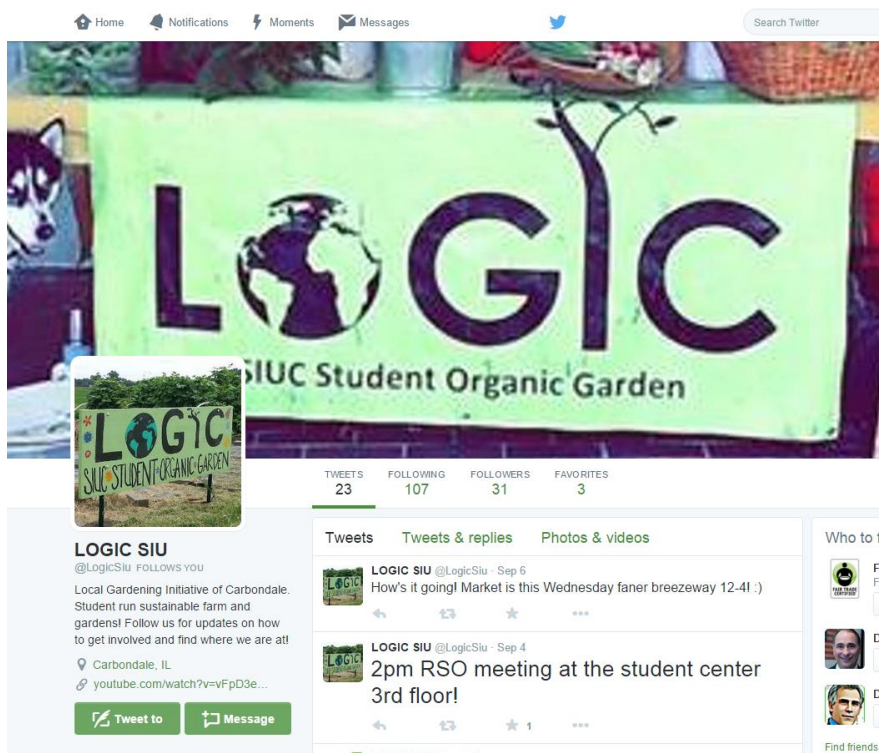 Home Notifications Moments Messages Search Twitter
LOGIC
SIUC Student Organic Garden
LOGIC
SIUC STUDENT ORGANIC GARDEN
TWEETS FOLLOWING FOLLOWERS FAVORITES
23 107 31 3
LOGIC SIU
@LogicSiu FOLLOWS YOU
Local Gardening Initiative of Carbondale.
Student run sustainable farm and
gardens! Follow us for updates on how
to get involved and find where we are at!
Carbondale, IL
youtube.com/watch?v=vFpD3e...
Tweet to Message
Tweets Tweets & replies Photos & videos
LOGIC SIU @LogicSiu · Sep 6
How's it going! Market is this Wednesday faner breezeway 12-4! :)
LOGIC SIU @LogicSiu · Sep 4
2pm RSO meeting at the student center
3rd floor!
1
Who to
FAIR TRADE
CERTIFIED
Find friends